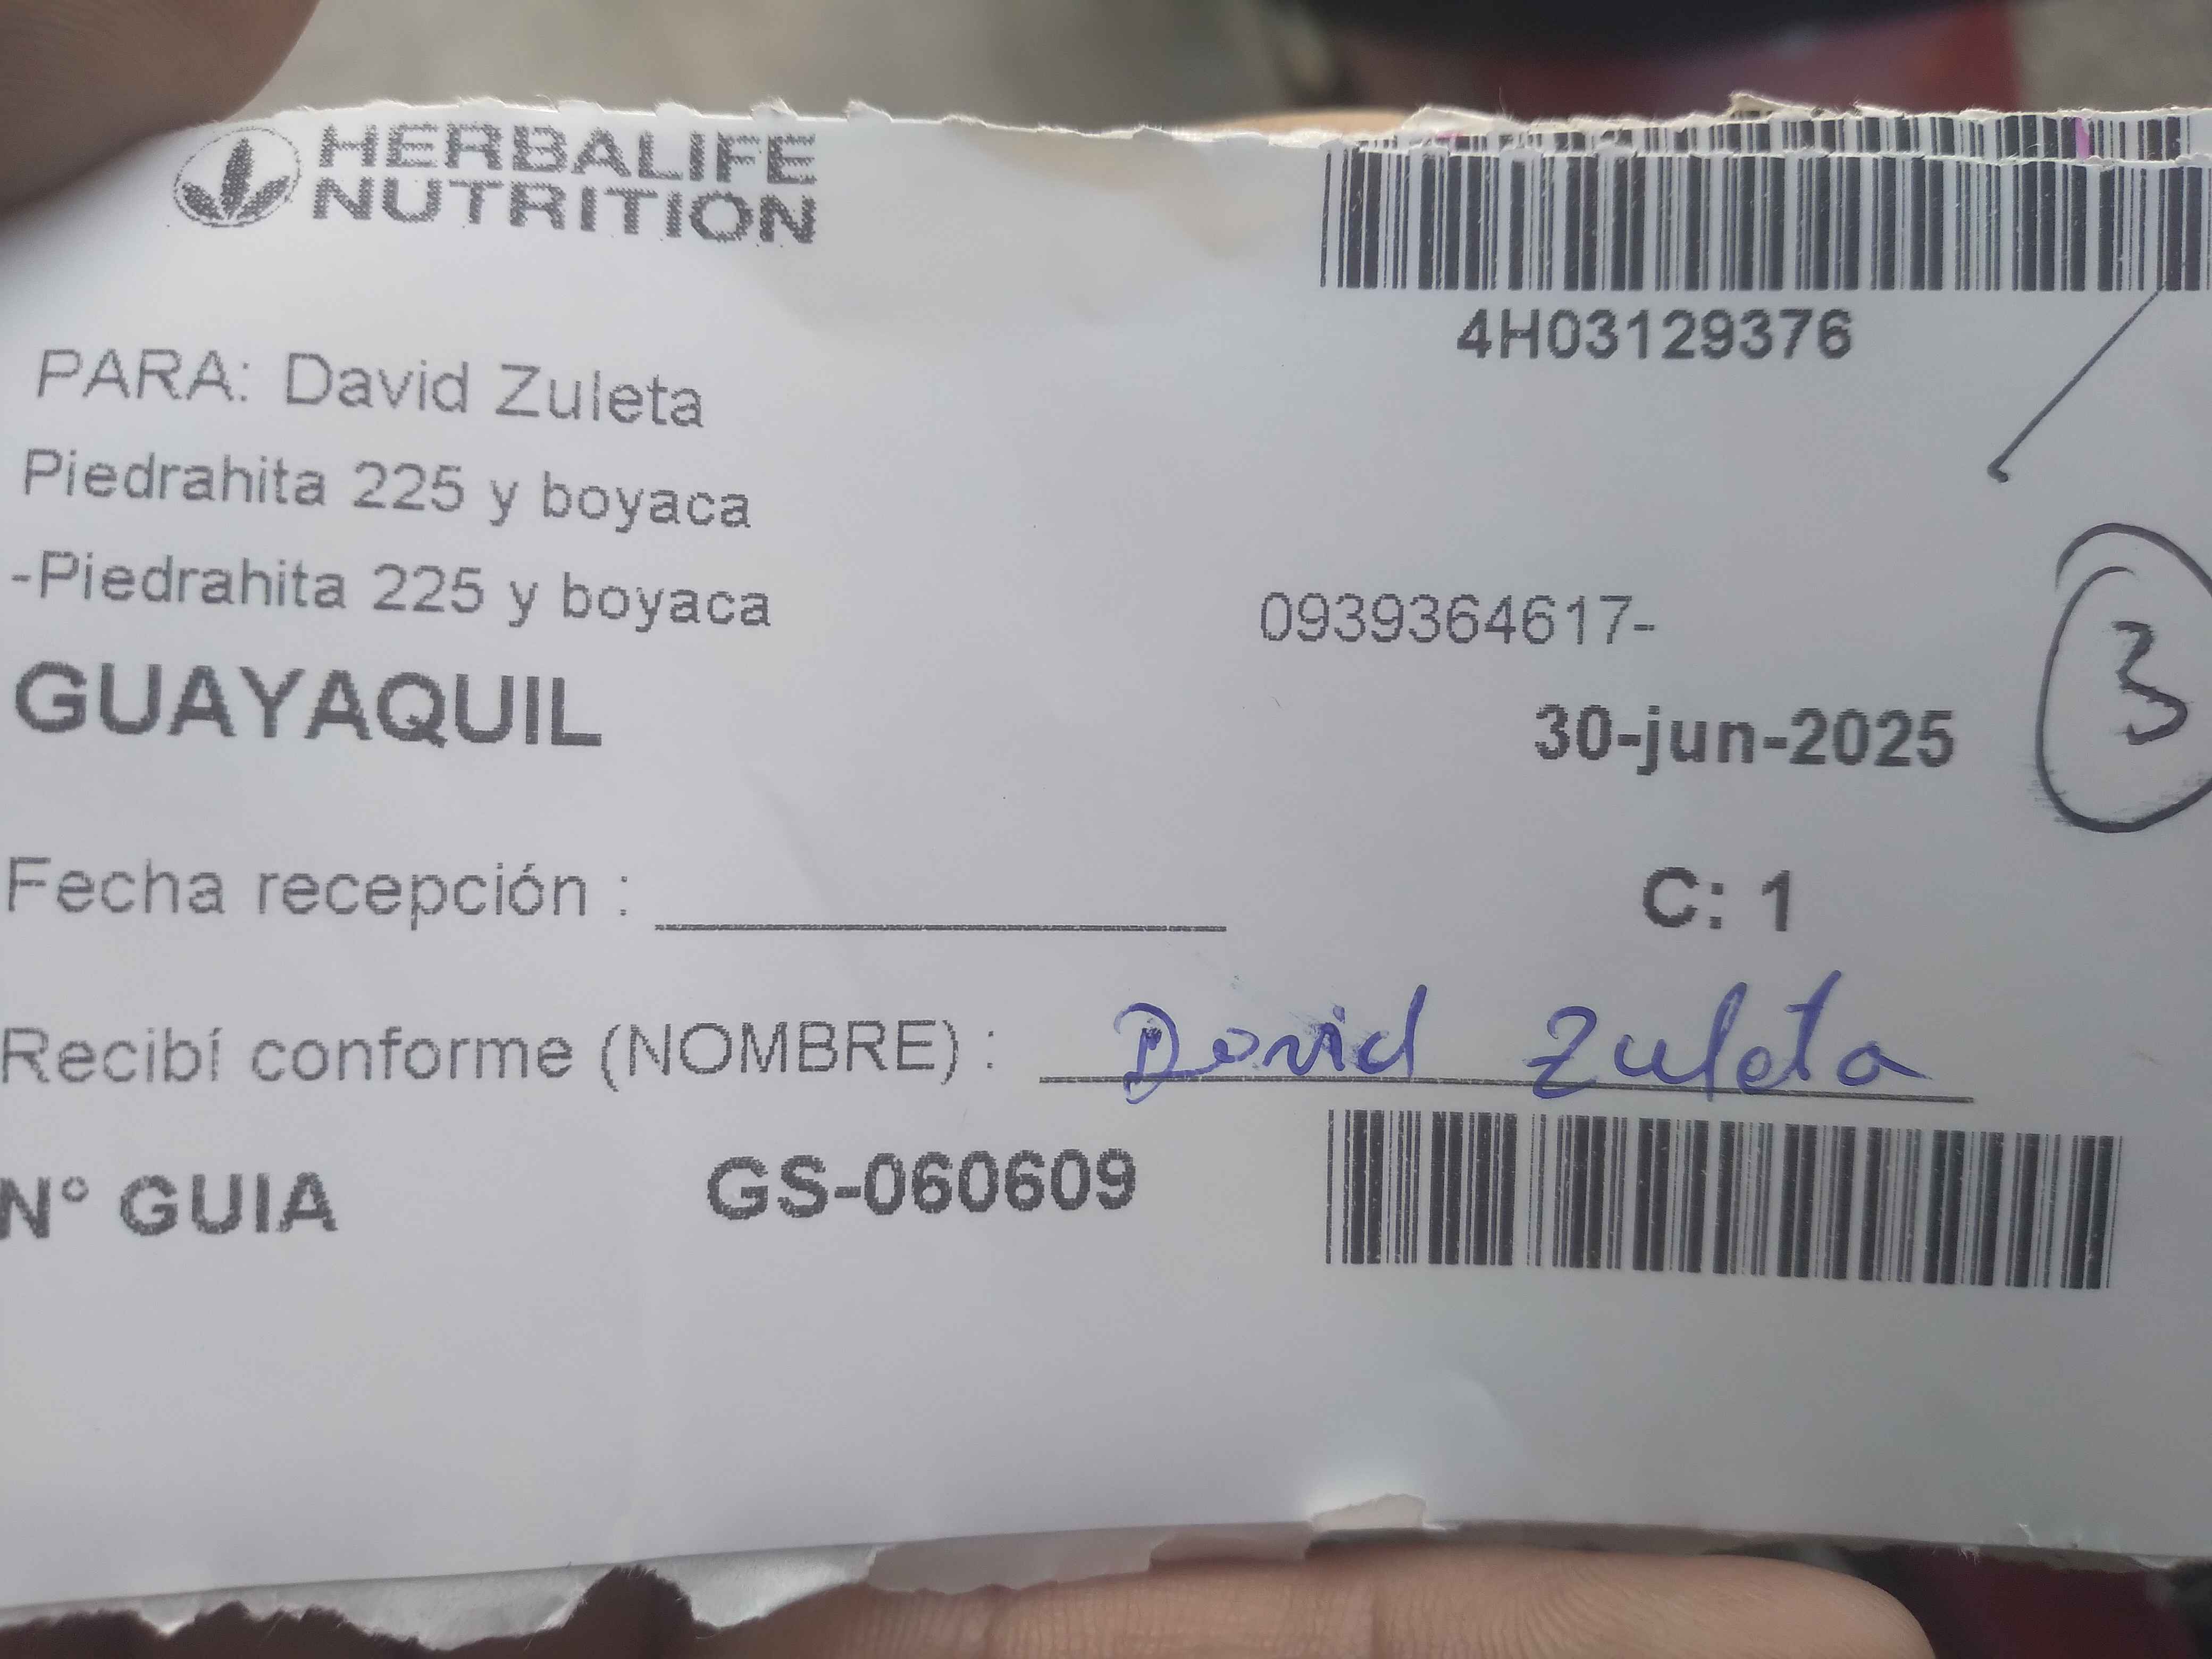 HERBALIFE
NUTRITION
4H03129376
PARA: David Zuleta
Piedrahita 225 y boyaca
-Piedrahita 225 y boyaca
0939364617-
GUAYAQUIL
30-jun-2025
3
Fecha recepción : 
C: 1
Recibí conforme (NOMBRE) : David Zuleta
N° GUIA GS-060609